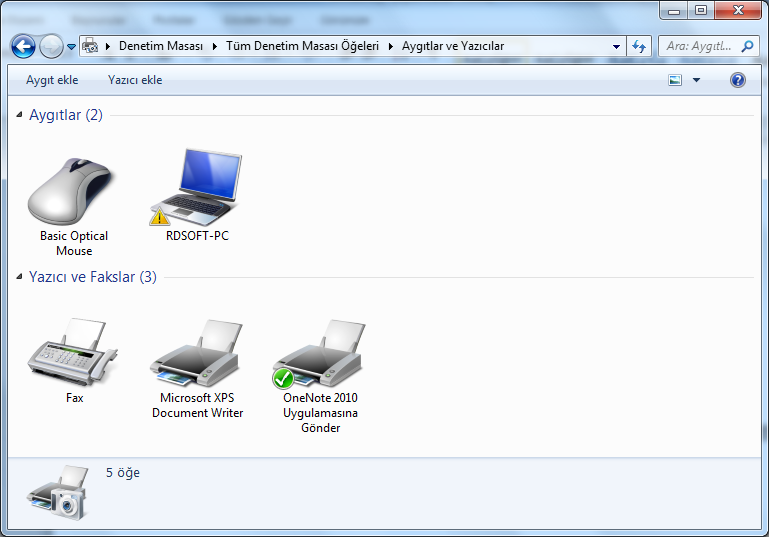 Denetim Masası Tüm Denetim Masası Öğeleri Aygıtlar ve Yazıcılar
Ara: Aygıtl...
Aygıt ekle Yazıcı ekle
Aygıtlar (2)
Basic Optical
Mouse
RDSOFT-PC
Yazıcı ve Fakslar (3)
Fax
Microsoft XPS
Document Writer
OneNote 2010
Uygulamasına
Gönder
5 öğe